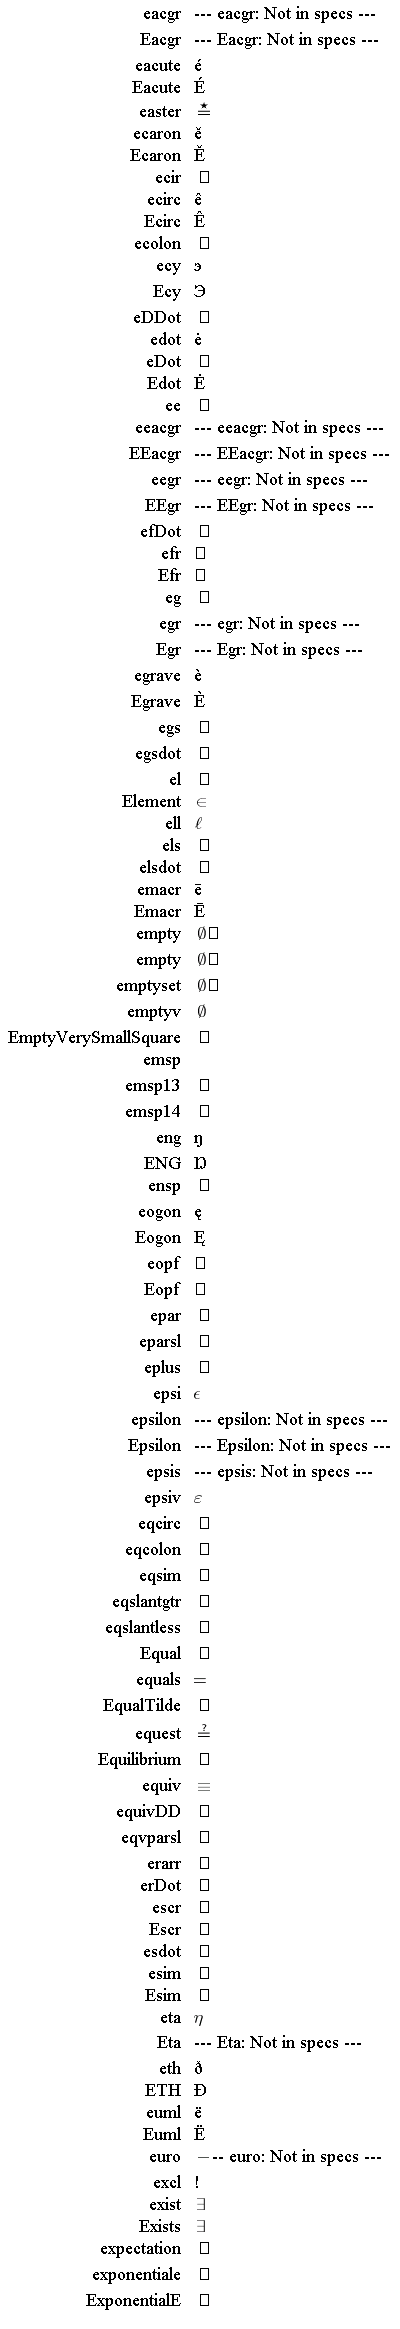 eacgr --- eacgr: Not in specs ---
Eacgr --- Eacgr: Not in specs ---
eacute é
Eacute É
easter ≛
ecaron ě
Ecaron Ě
ecir □
ecirc ê
Ecirc Ê
ecolon □
ecy э
Ecy Э
eDDot □
edot ė
eDot □
Edot Ė
ee □
eeacgr --- eeacgr: Not in specs ---
EEacgr --- EEacgr: Not in specs ---
eegr --- eegr: Not in specs ---
EEgr --- EEgr: Not in specs ---
efDot □
efr □
Efr □
eg □
egr --- egr: Not in specs ---
Egr --- Egr: Not in specs ---
egrave è
Egrave È
egs □
egsdot □
el □
Element ∈
ell ℓ
els □
elsdot □
emacr ē
Emacr Ē
empty ∅□
empty ∅□
emptyset ∅□
emptyv ∅
EmptyVerySmallSquare □
emsp
emsp13 □
emsp14 □
eng ŋ
ENG Ŋ
ensp □
eogon ę
Eogon Ę
eopf □
Eopf □
epar □
eparsl □
eplus □
epsi ϵ
epsilon --- epsilon: Not in specs ---
Epsilon --- Epsilon: Not in specs ---
epsis --- epsis: Not in specs ---
epsiv ε
eqcirc □
eqcolon □
eqsim □
eqslantgtr □
eqslantless □
Equal □
equals =
EqualTilde □
equest ≟
Equilibrium □
equiv ≡
equivDD □
eqvparsl □
erarr □
erDot □
escr □
Escr □
esdot □
esim □
Esim □
eta η
Eta --- Eta: Not in specs ---
eth ð
ETH Ð
euml ë
Euml Ë
euro --- euro: Not in specs ---
excl !
exist ∃
Exists ∃
expectation □
exponentiale □
ExponentialE □